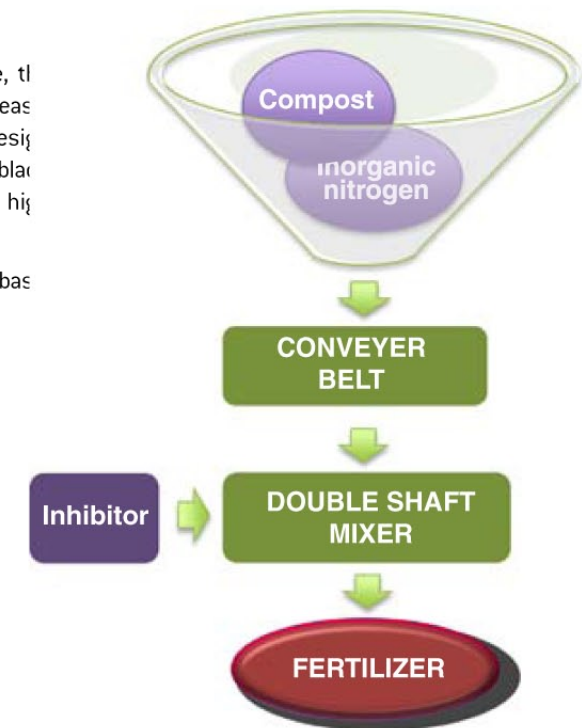 Compost
inorganic
nitrogen
CONVEYER
BELT
Inhibitor
DOUBLE SHAFT
MIXER
FERTILIZER